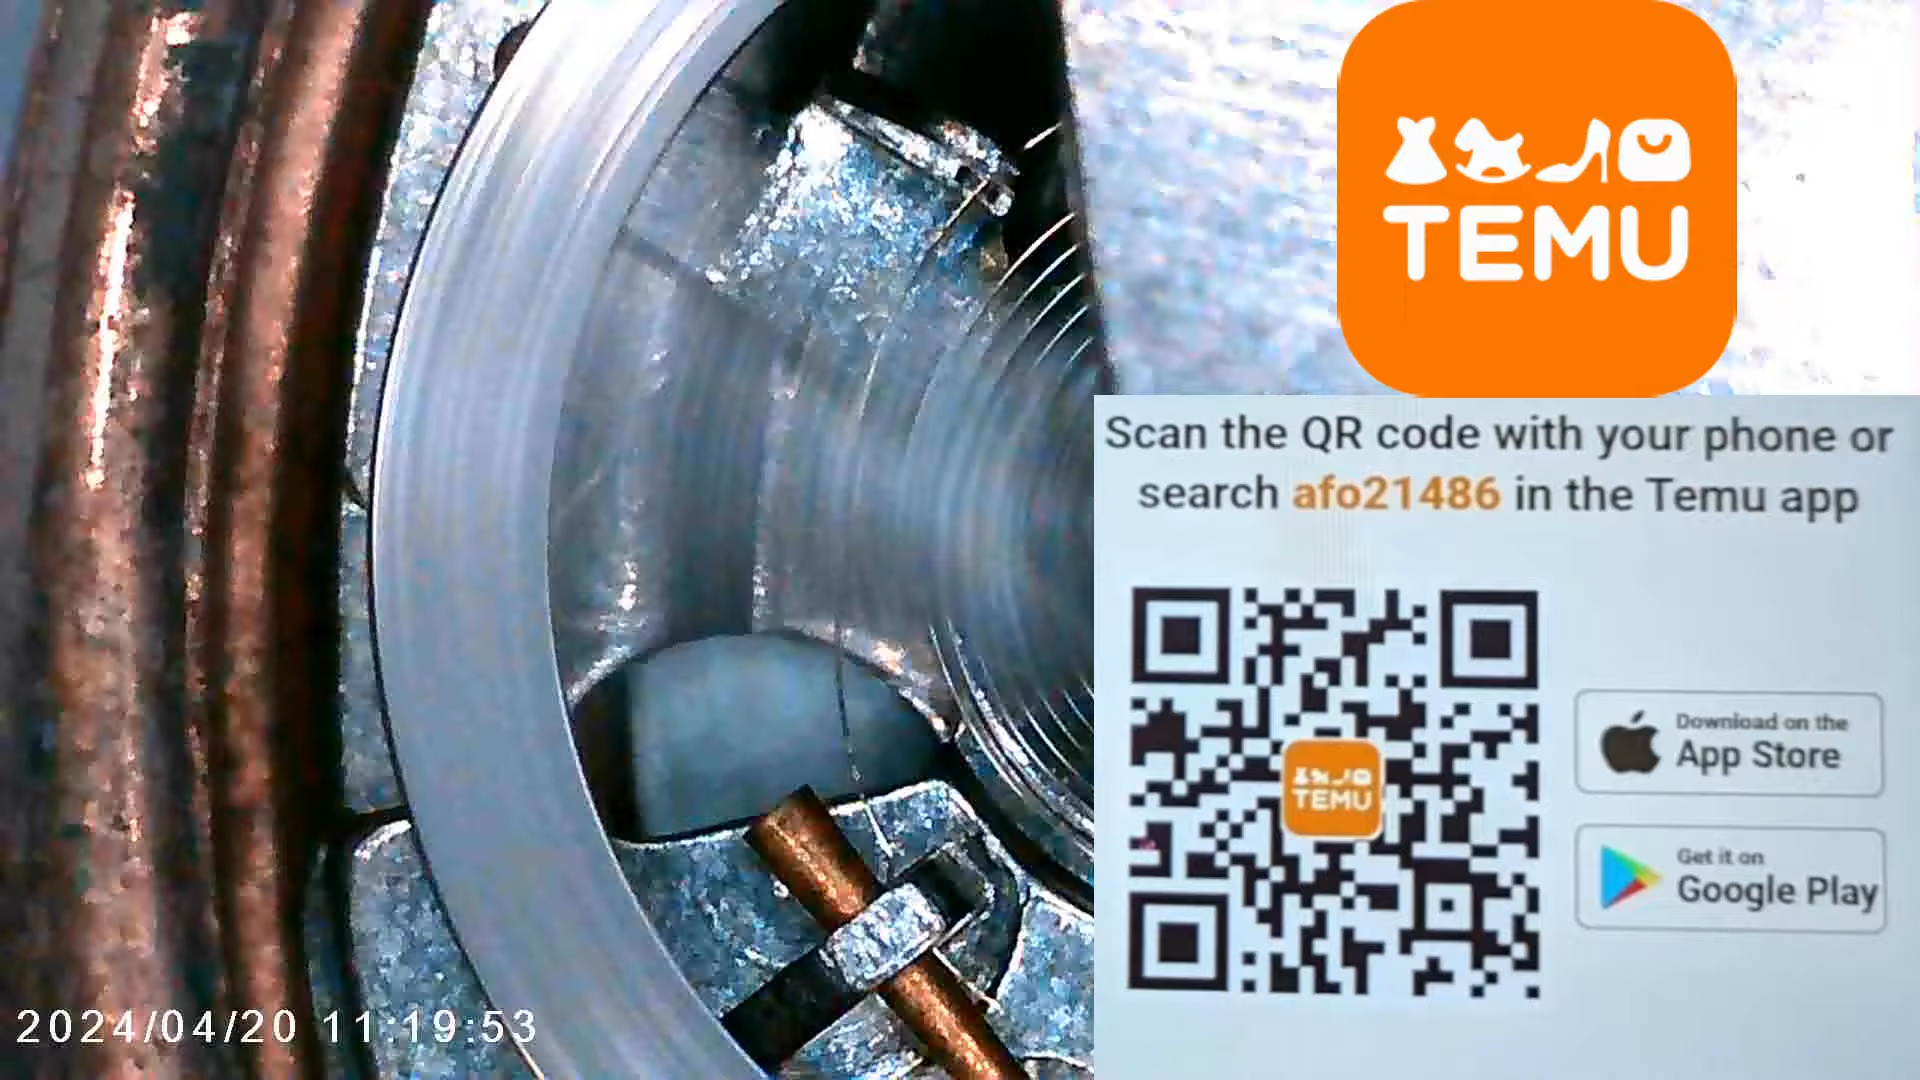 TEMU
Scan the QR code with your phone or
search afo21486 in the Temu app
TEMU
Download on the
App Store
Get it on
Google Play
2024/04/20 11:19:53